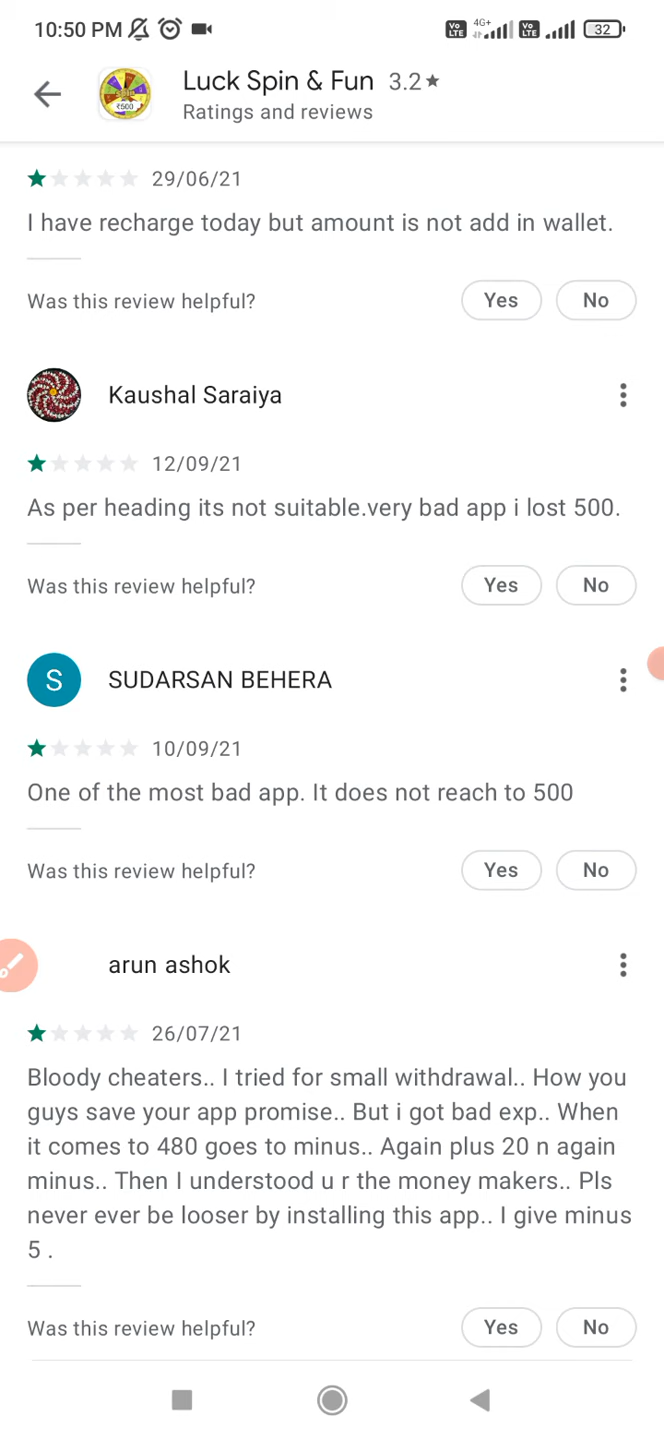 10:50 PM Vo LTE 4G+ Vo LTE 32
Luck Spin & Fun 3.2★
₹500
Ratings and reviews
29/06/21
I have recharge today but amount is not add in wallet.
Was this review helpful? Yes No
Kaushal Saraiya
12/09/21
As per heading its not suitable.very bad app i lost 500.
Was this review helpful? Yes No
S SUDARSAN BEHERA
10/09/21
One of the most bad app. It does not reach to 500
Was this review helpful? Yes No
arun ashok
26/07/21
Bloody cheaters.. I tried for small withdrawal.. How you
guys save your app promise.. But i got bad exp.. When
it comes to 480 goes to minus.. Again plus 20 n again
minus.. Then I understood u r the money makers.. Pls
never ever be looser by installing this app.. I give minus
5 .
Was this review helpful? Yes No